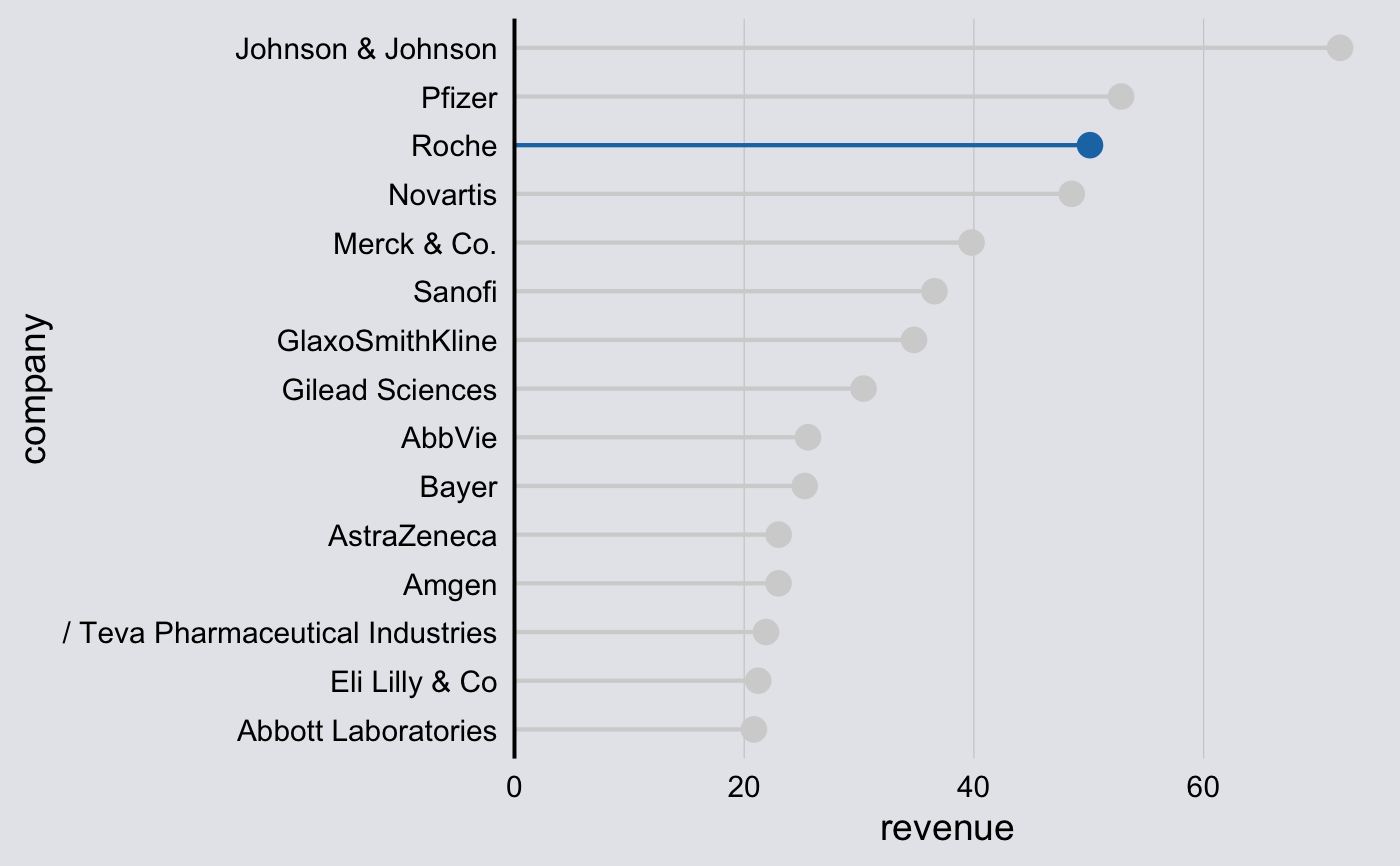 Johnson & Johnson
Pfizer
Roche
Novartis
Merck & Co.
Sanofi
GlaxoSmithKline
Gilead Sciences
AbbVie
Bayer
AstraZeneca
Amgen
/ Teva Pharmaceutical Industries
Eli Lilly & Co
Abbott Laboratories
company
0 20 40 60
revenue